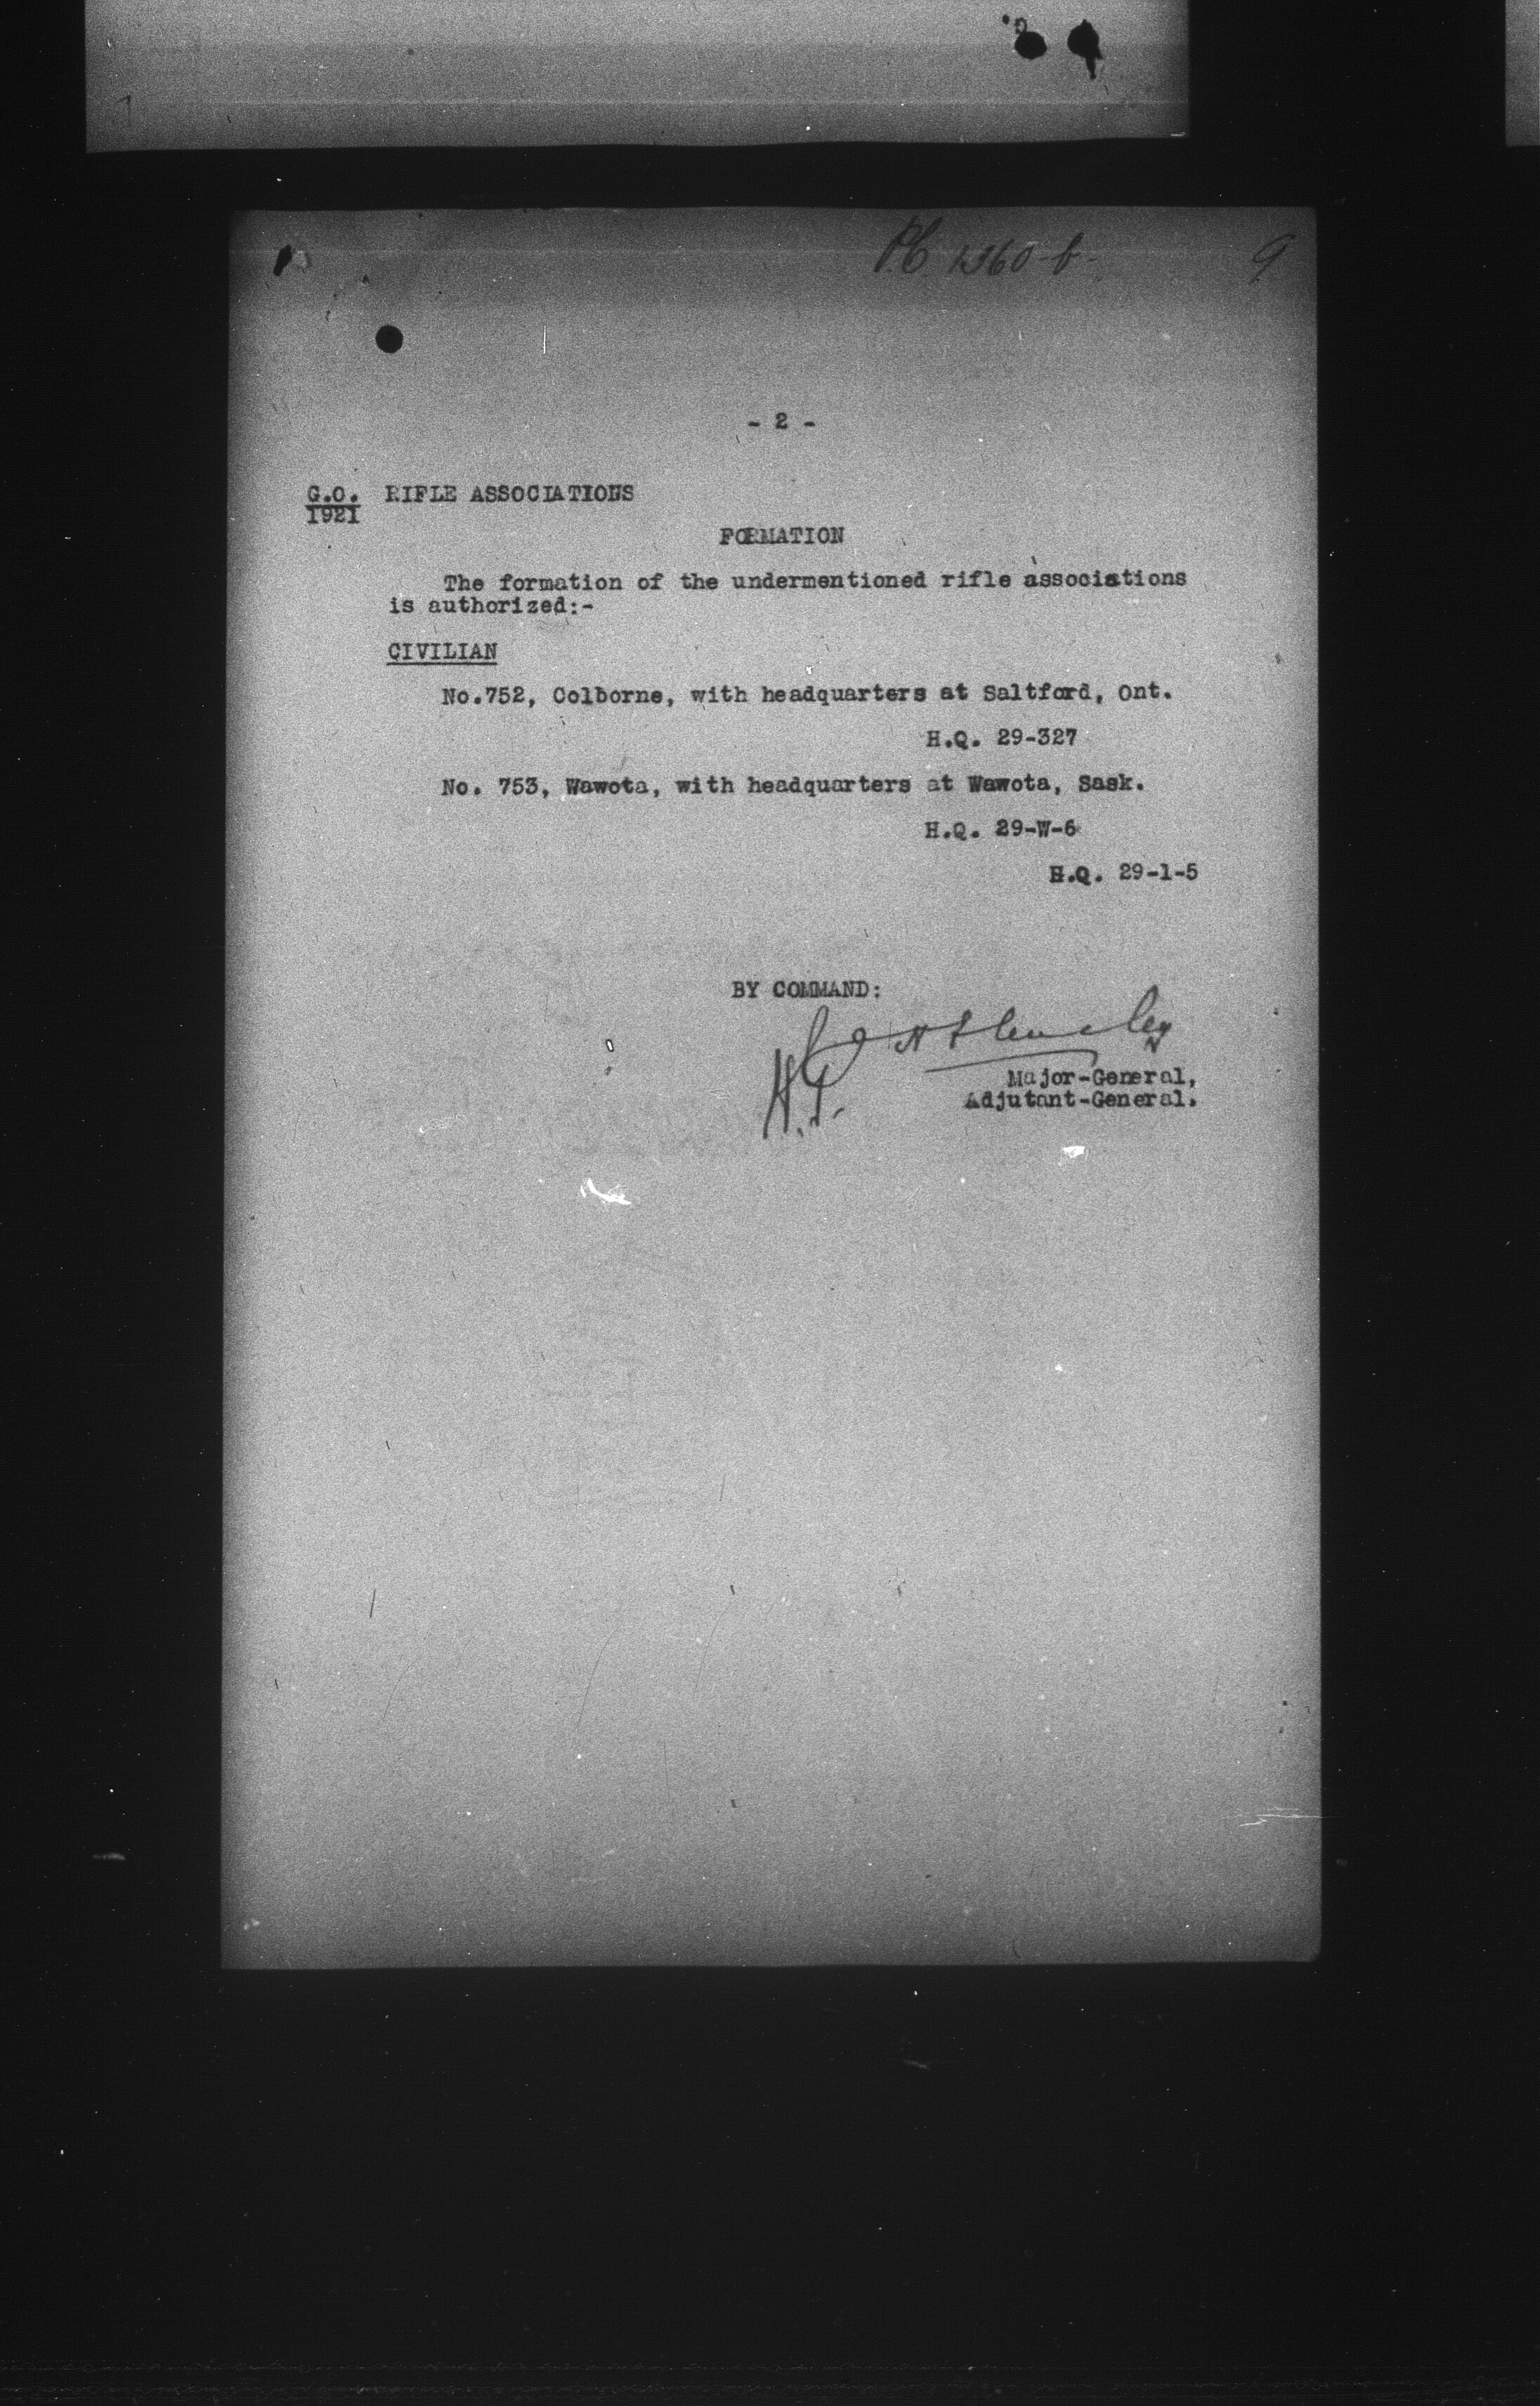 P.C. 1360-b-
9
- 2 -
G.O. RIFLE ASSOCIATIONS
1921
FORMATION
The formation of the undermentioned rifle associations
is authorized:-
CIVILIAN
No.752, Colborne, with headquarters at Saltford, Ont.
H.Q. 29-327
No. 753, Wawota, with headquarters at Wawota, Sask.
H.Q. 29-W-6
H.Q. 29-1-5
BY COMMAND:
Major-General,
Adjutant-General.